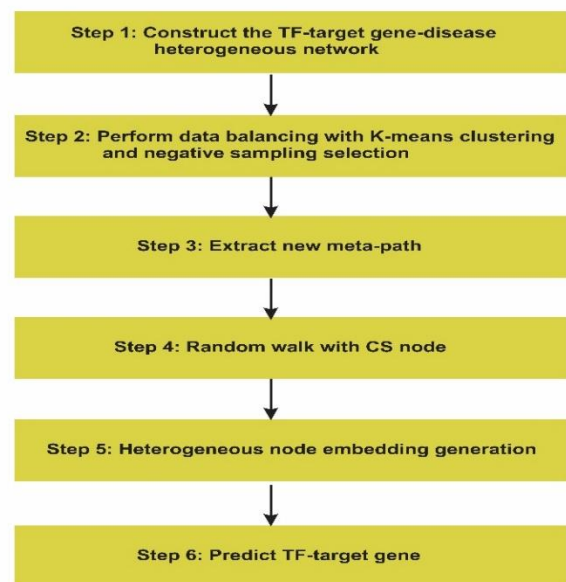 Step 1: Construct the TF-target gene-disease
heterogeneous network
Step 2: Perform data balancing with K-means clustering
and negative sampling selection
Step 3: Extract new meta-path
Step 4: Random walk with CS node
Step 5: Heterogeneous node embedding generation
Step 6: Predict TF-target gene